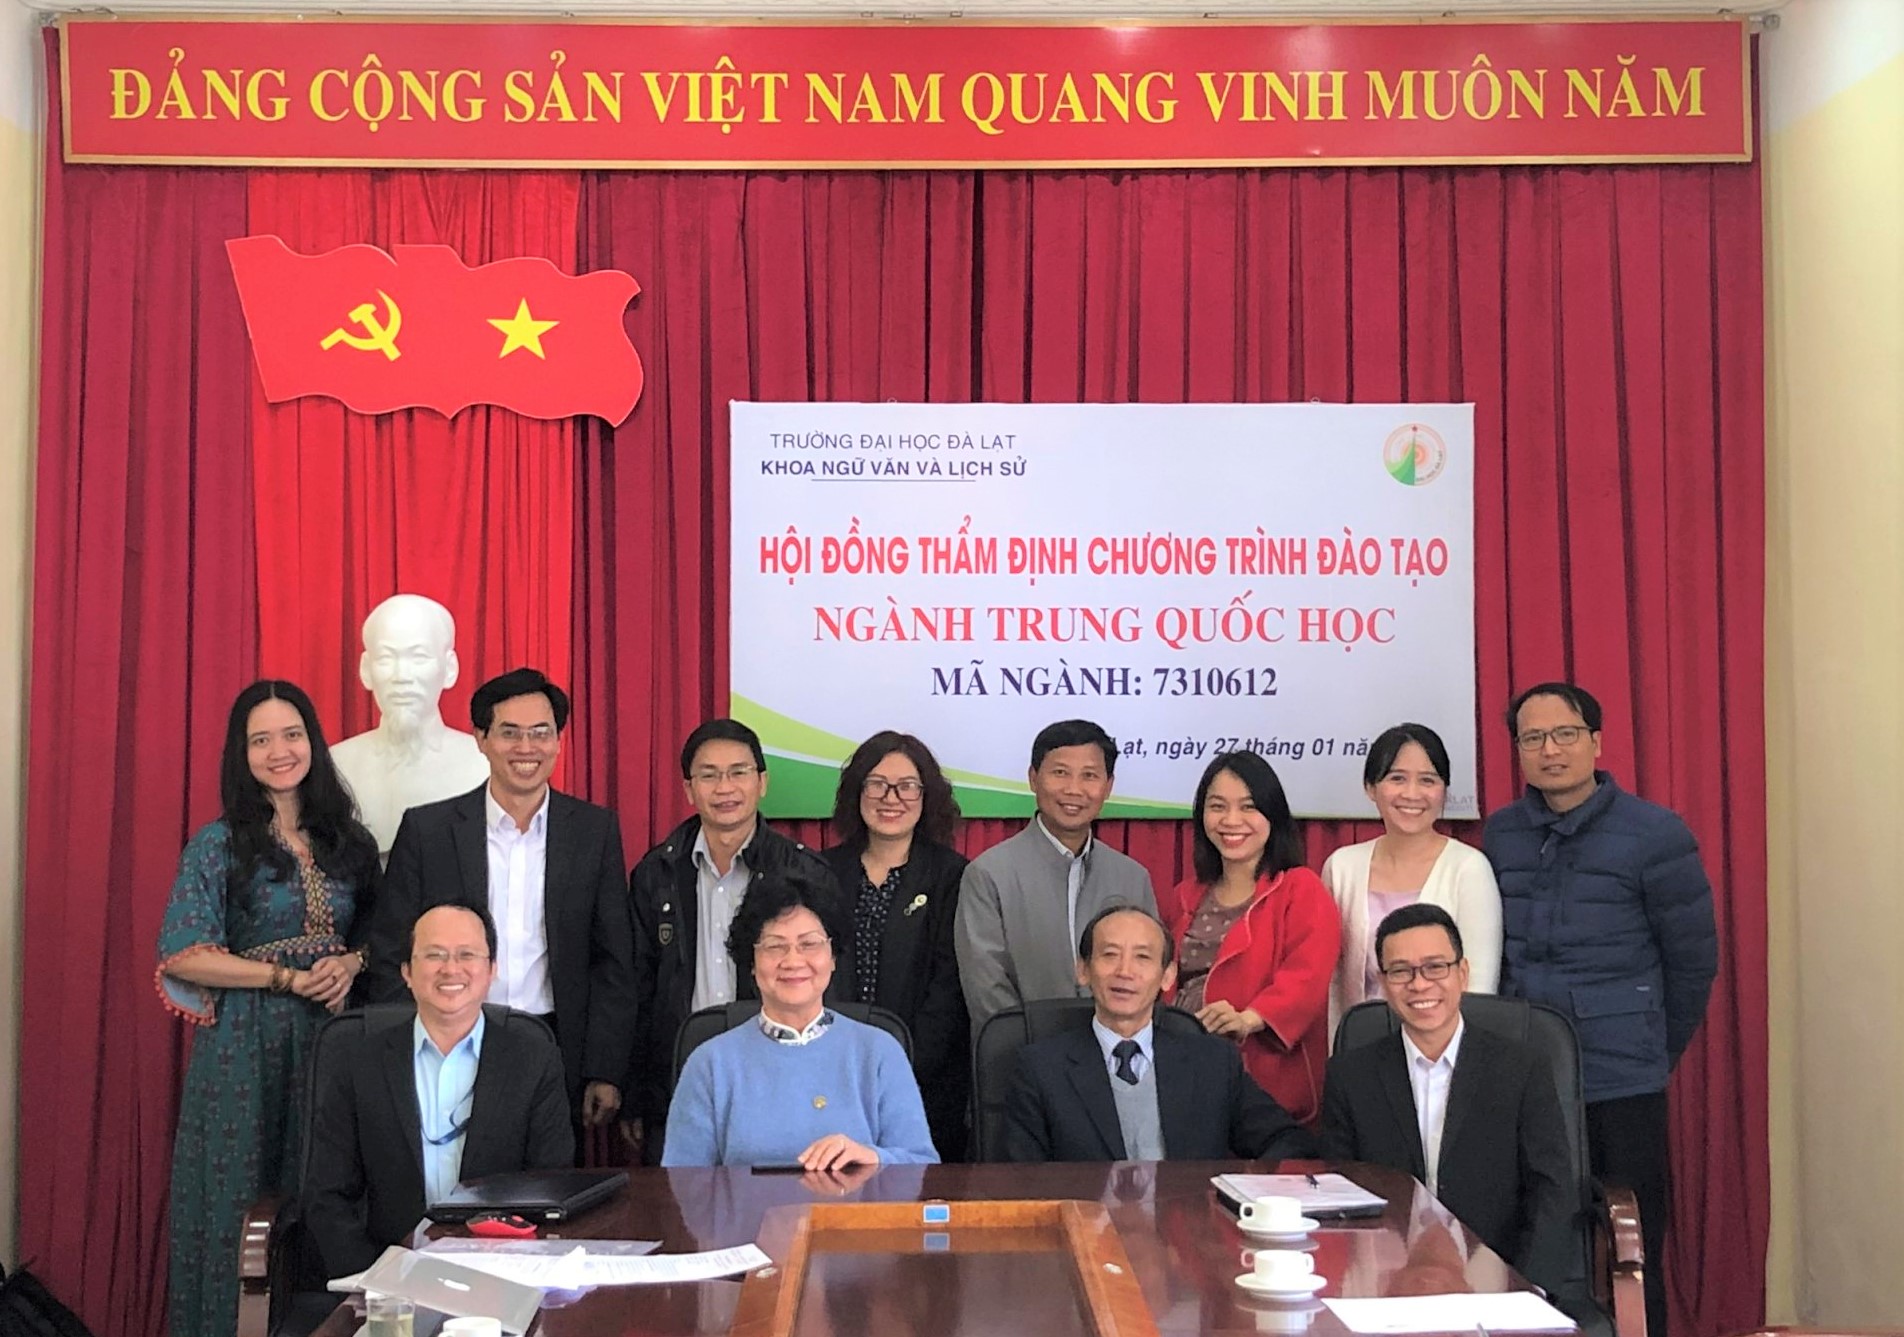 ĐẢNG CỘNG SẢN VIỆT NAM QUANG VINH MUÔN NĂM
TRƯỜNG ĐẠI HỌC ĐÀ LẠT
KHOA NGỮ VĂN VÀ LỊCH SỬ
HỘI ĐỒNG THẨM ĐỊNH CHƯƠNG TRÌNH ĐÀO TẠO
NGÀNH TRUNG QUỐC HỌC
MÃ NGÀNH: 7310612
Lạt, ngày 27 tháng 01